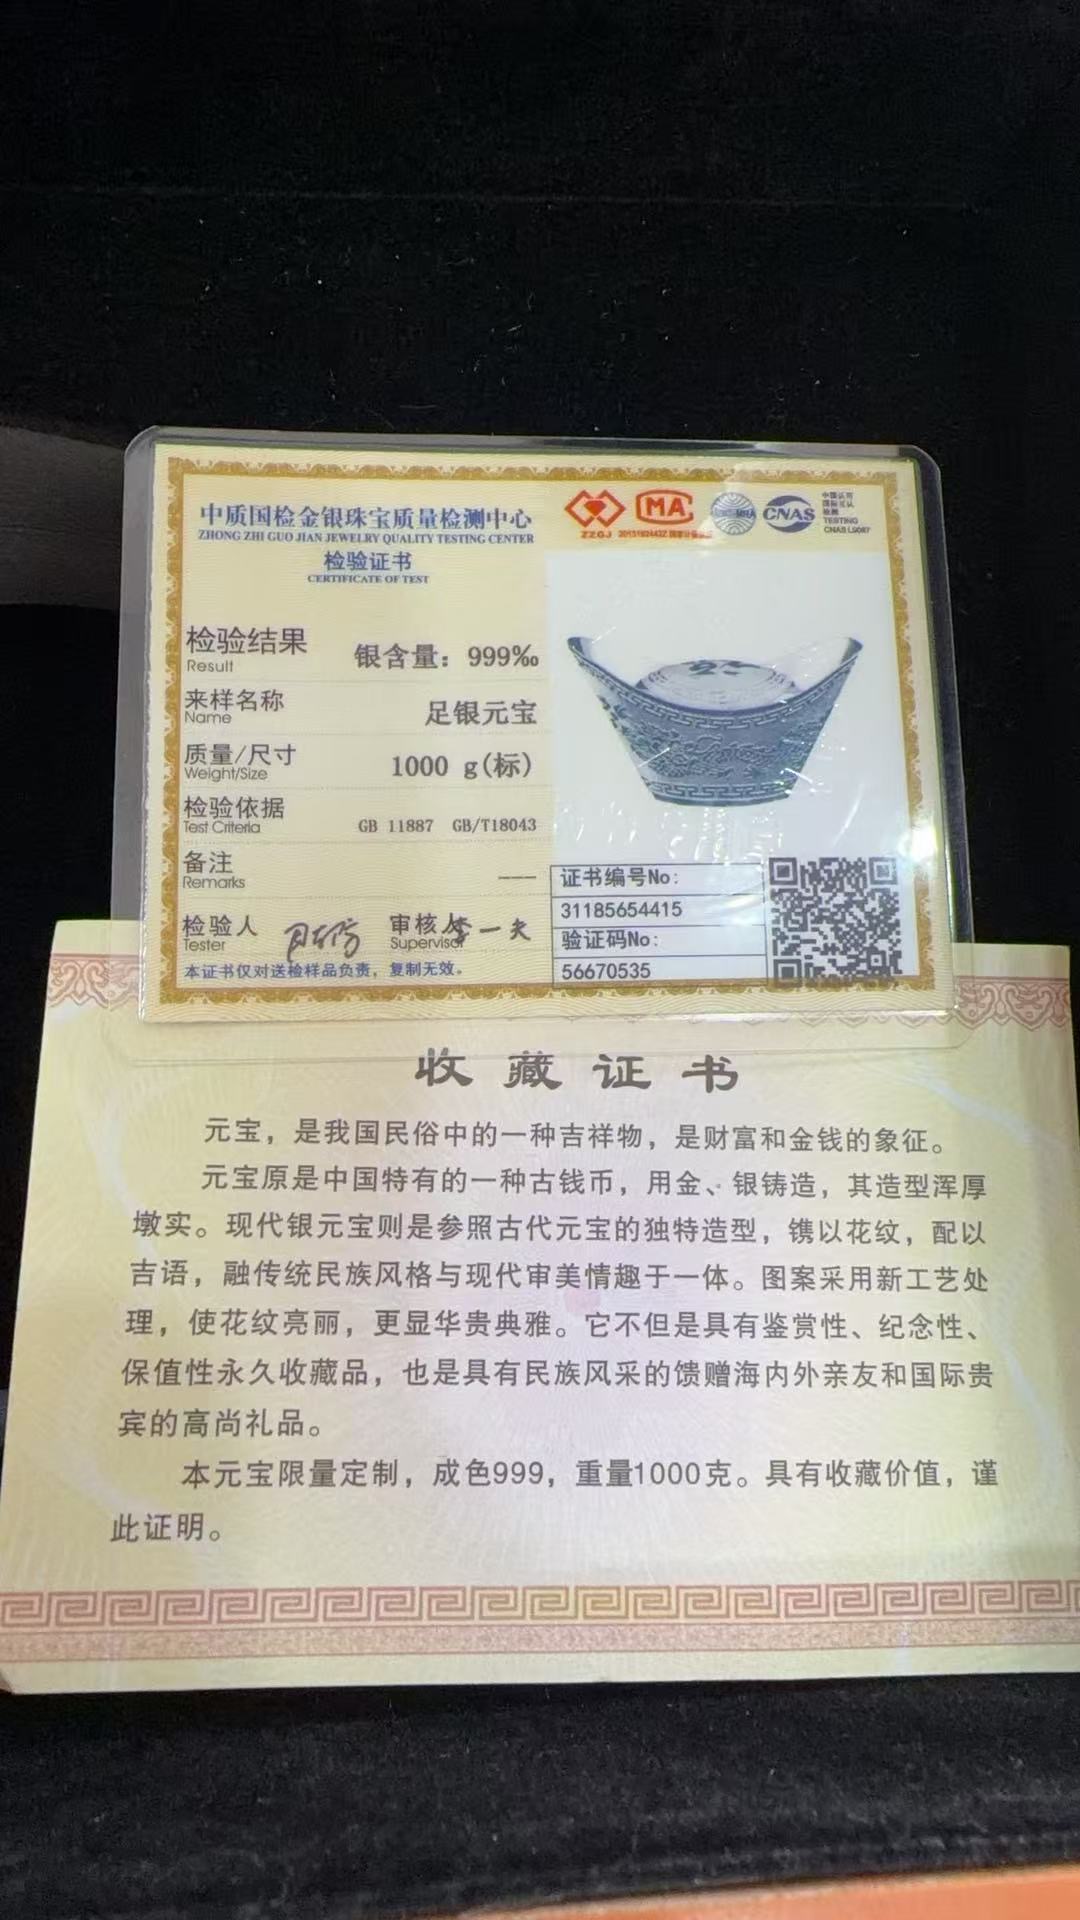 中质国检金银珠宝质量检测中心
ZHONG ZHI GUO JIAN JEWELRY QUALITY TESTING CENTER
检验证书
CERTIFICATE OF TEST
ZZGJ
MA
CNAS
中国认可
国际互认
检测
TESTING
检验结果 银含量：999‰
Result
来样名称 足银元宝
Name
质量/尺寸 1000 g(标)
Weight/Size
检验依据 GB 11887 GB/T18043
Test Criteria
备注 ---
Remarks
检验人 审核人 李一夫
Tester Supervisor
本证书仅对送检样品负责，复制无效。
证书编号No:
31185654415
验证码No:
56670535
收藏证书
元宝，是我国民俗中的一种吉祥物，是财富和金钱的象征。
元宝原是中国特有的一种古钱币，用金、银铸造，其造型浑厚
墩实。现代银元宝则是参照古代元宝的独特造型，镌以花纹，配以
吉语，融传统民族风格与现代审美情趣于一体。图案采用新工艺处
理，使花纹亮丽，更显华贵典雅。它不但是具有鉴赏性、纪念性、
保值性永久收藏品，也是具有民族风采的馈赠海内外亲友和国际贵
宾的高尚礼品。
本元宝限量定制，成色999，重量1000克。具有收藏价值，谨
此证明。